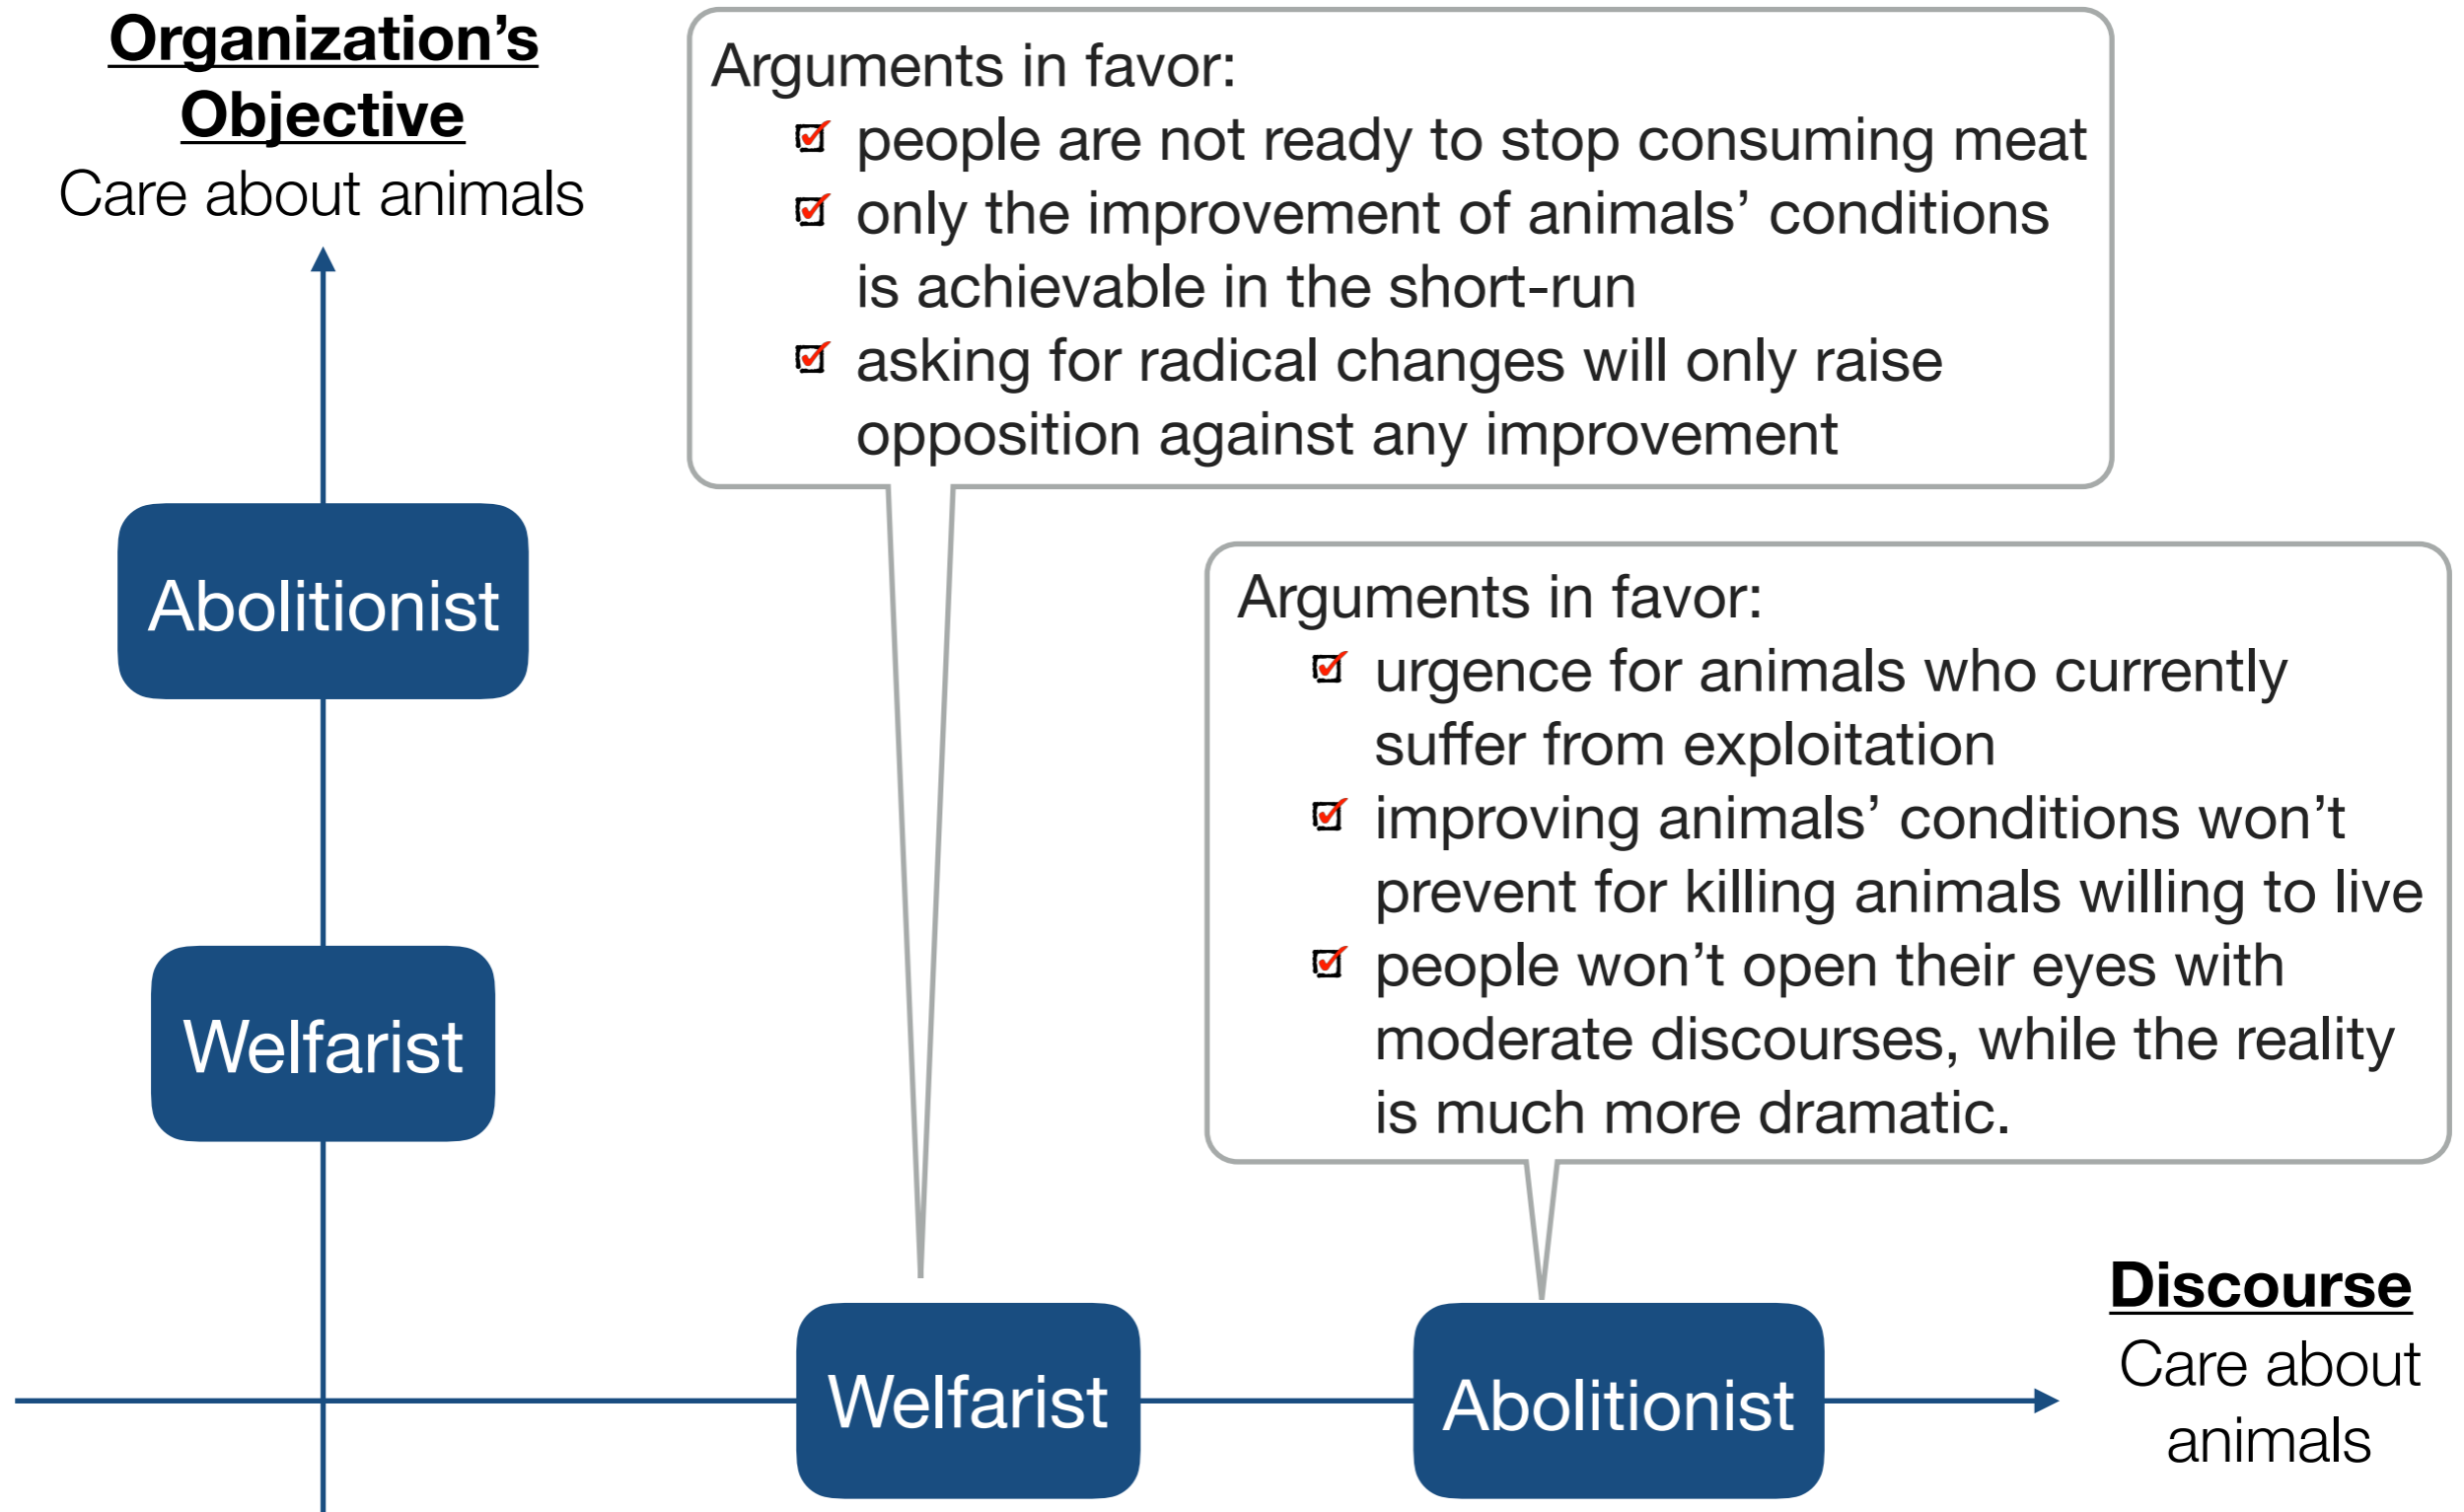 Organization’s
Objective
Care about animals
Arguments in favor:
people are not ready to stop consuming meat
only the improvement of animals’ conditions
is achievable in the short-run
asking for radical changes will only raise
opposition against any improvement
Abolitionist
Arguments in favor:
urgence for animals who currently
suffer from exploitation
improving animals’ conditions won’t
prevent for killing animals willing to live
people won’t open their eyes with
moderate discourses, while the reality
is much more dramatic.
Welfarist
Welfarist
Abolitionist
Discourse
Care about
animals